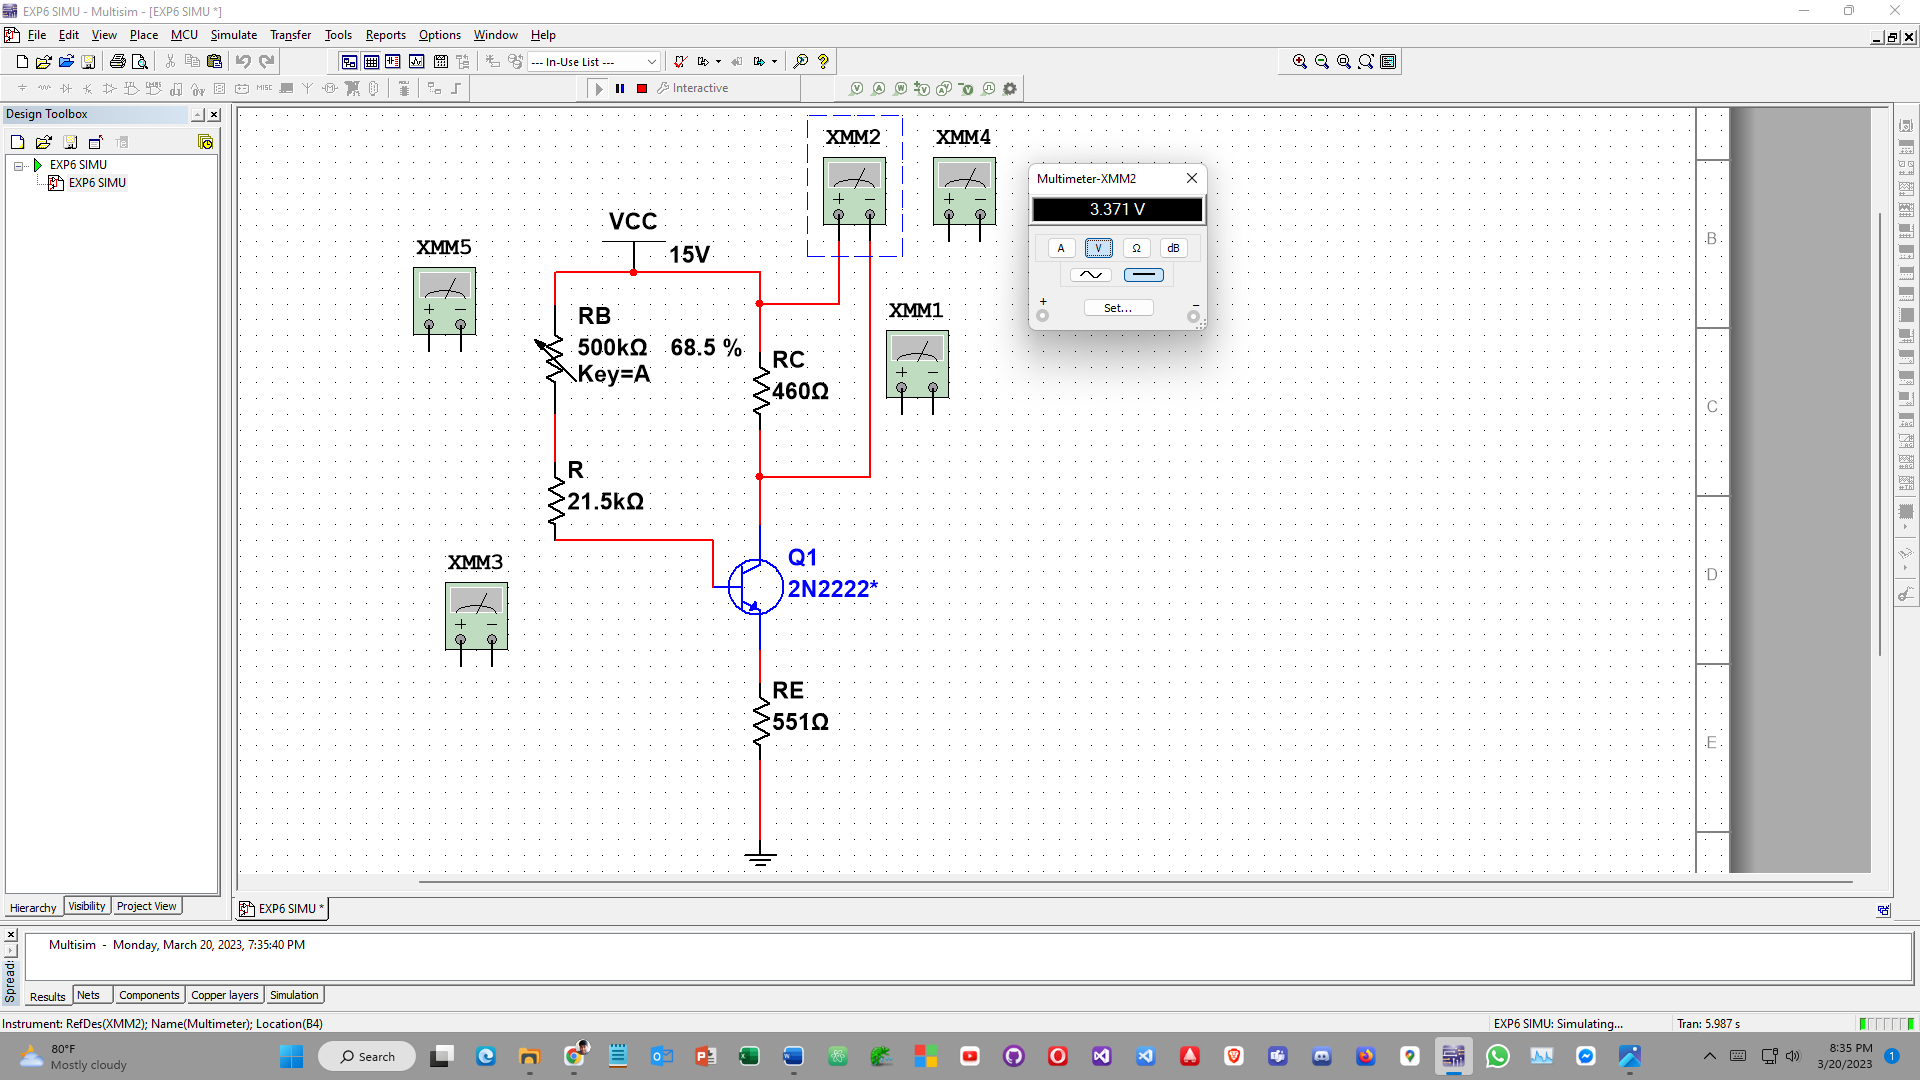 EXP6 SIMU - Multisim - [EXP6 SIMU *]
File Edit View Place MCU Simulate Transfer Tools Reports Options Window Help
--- In-Use List ---
Interactive
Design Toolbox
EXP6 SIMU
EXP6 SIMU
XMM2
XMM4
Multimeter-XMM2
3.371 V
A V Ω dB
+ Set... −
VCC
15V
XMM5
XMM1
RB
500kΩ 68.5 %
Key=A
RC
460Ω
R
21.5kΩ
XMM3
Q1
2N2222*
RE
551Ω
B
C
D
E
Hierarchy Visibility Project View
EXP6 SIMU *
Multisim - Monday, March 20, 2023, 7:35:40 PM
Spread
Results Nets Components Copper layers Simulation
Instrument: RefDes(XMM2); Name(Multimeter); Location(B4)
EXP6 SIMU: Simulating...
Tran: 5.987 s
80°F
Mostly cloudy
Search
8:35 PM
3/20/2023
1